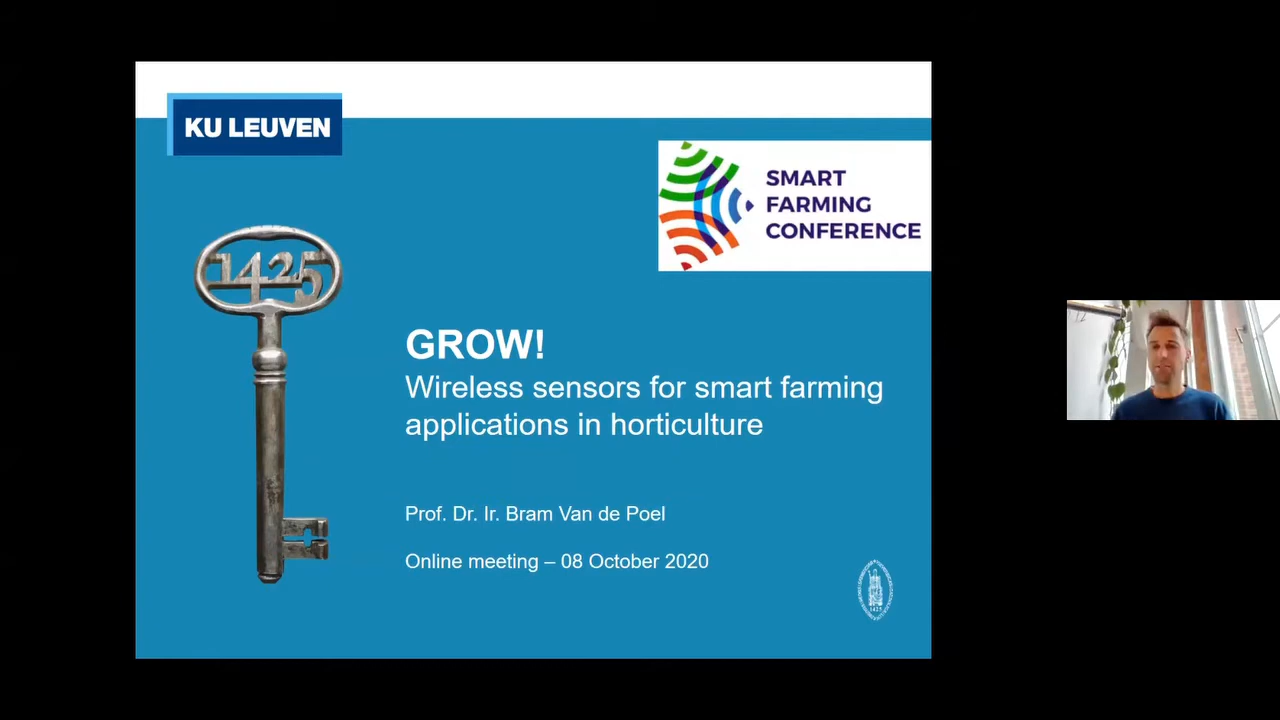 KU LEUVEN
SMART
FARMING
CONFERENCE
1425
GROW!
Wireless sensors for smart farming
applications in horticulture
Prof. Dr. Ir. Bram Van de Poel
Online meeting – 08 October 2020
1425